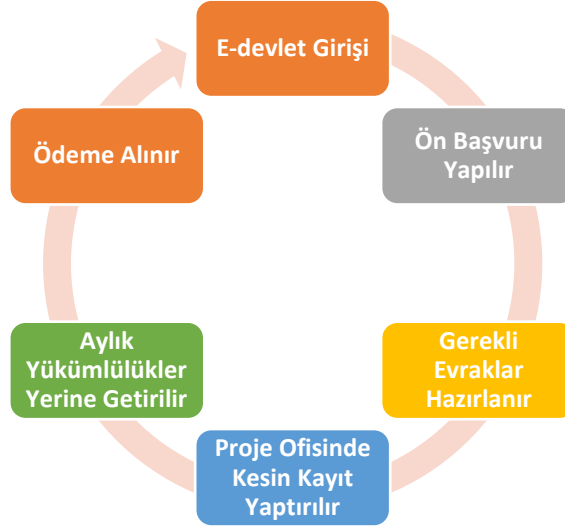 E-devlet Girişi
Ön Başvuru
Yapılır
Gerekli
Evraklar
Hazırlanır
Proje Ofisinde
Kesin Kayıt
Yaptırılır
Aylık
Yükümlülükler
Yerine Getirilir
Ödeme Alınır